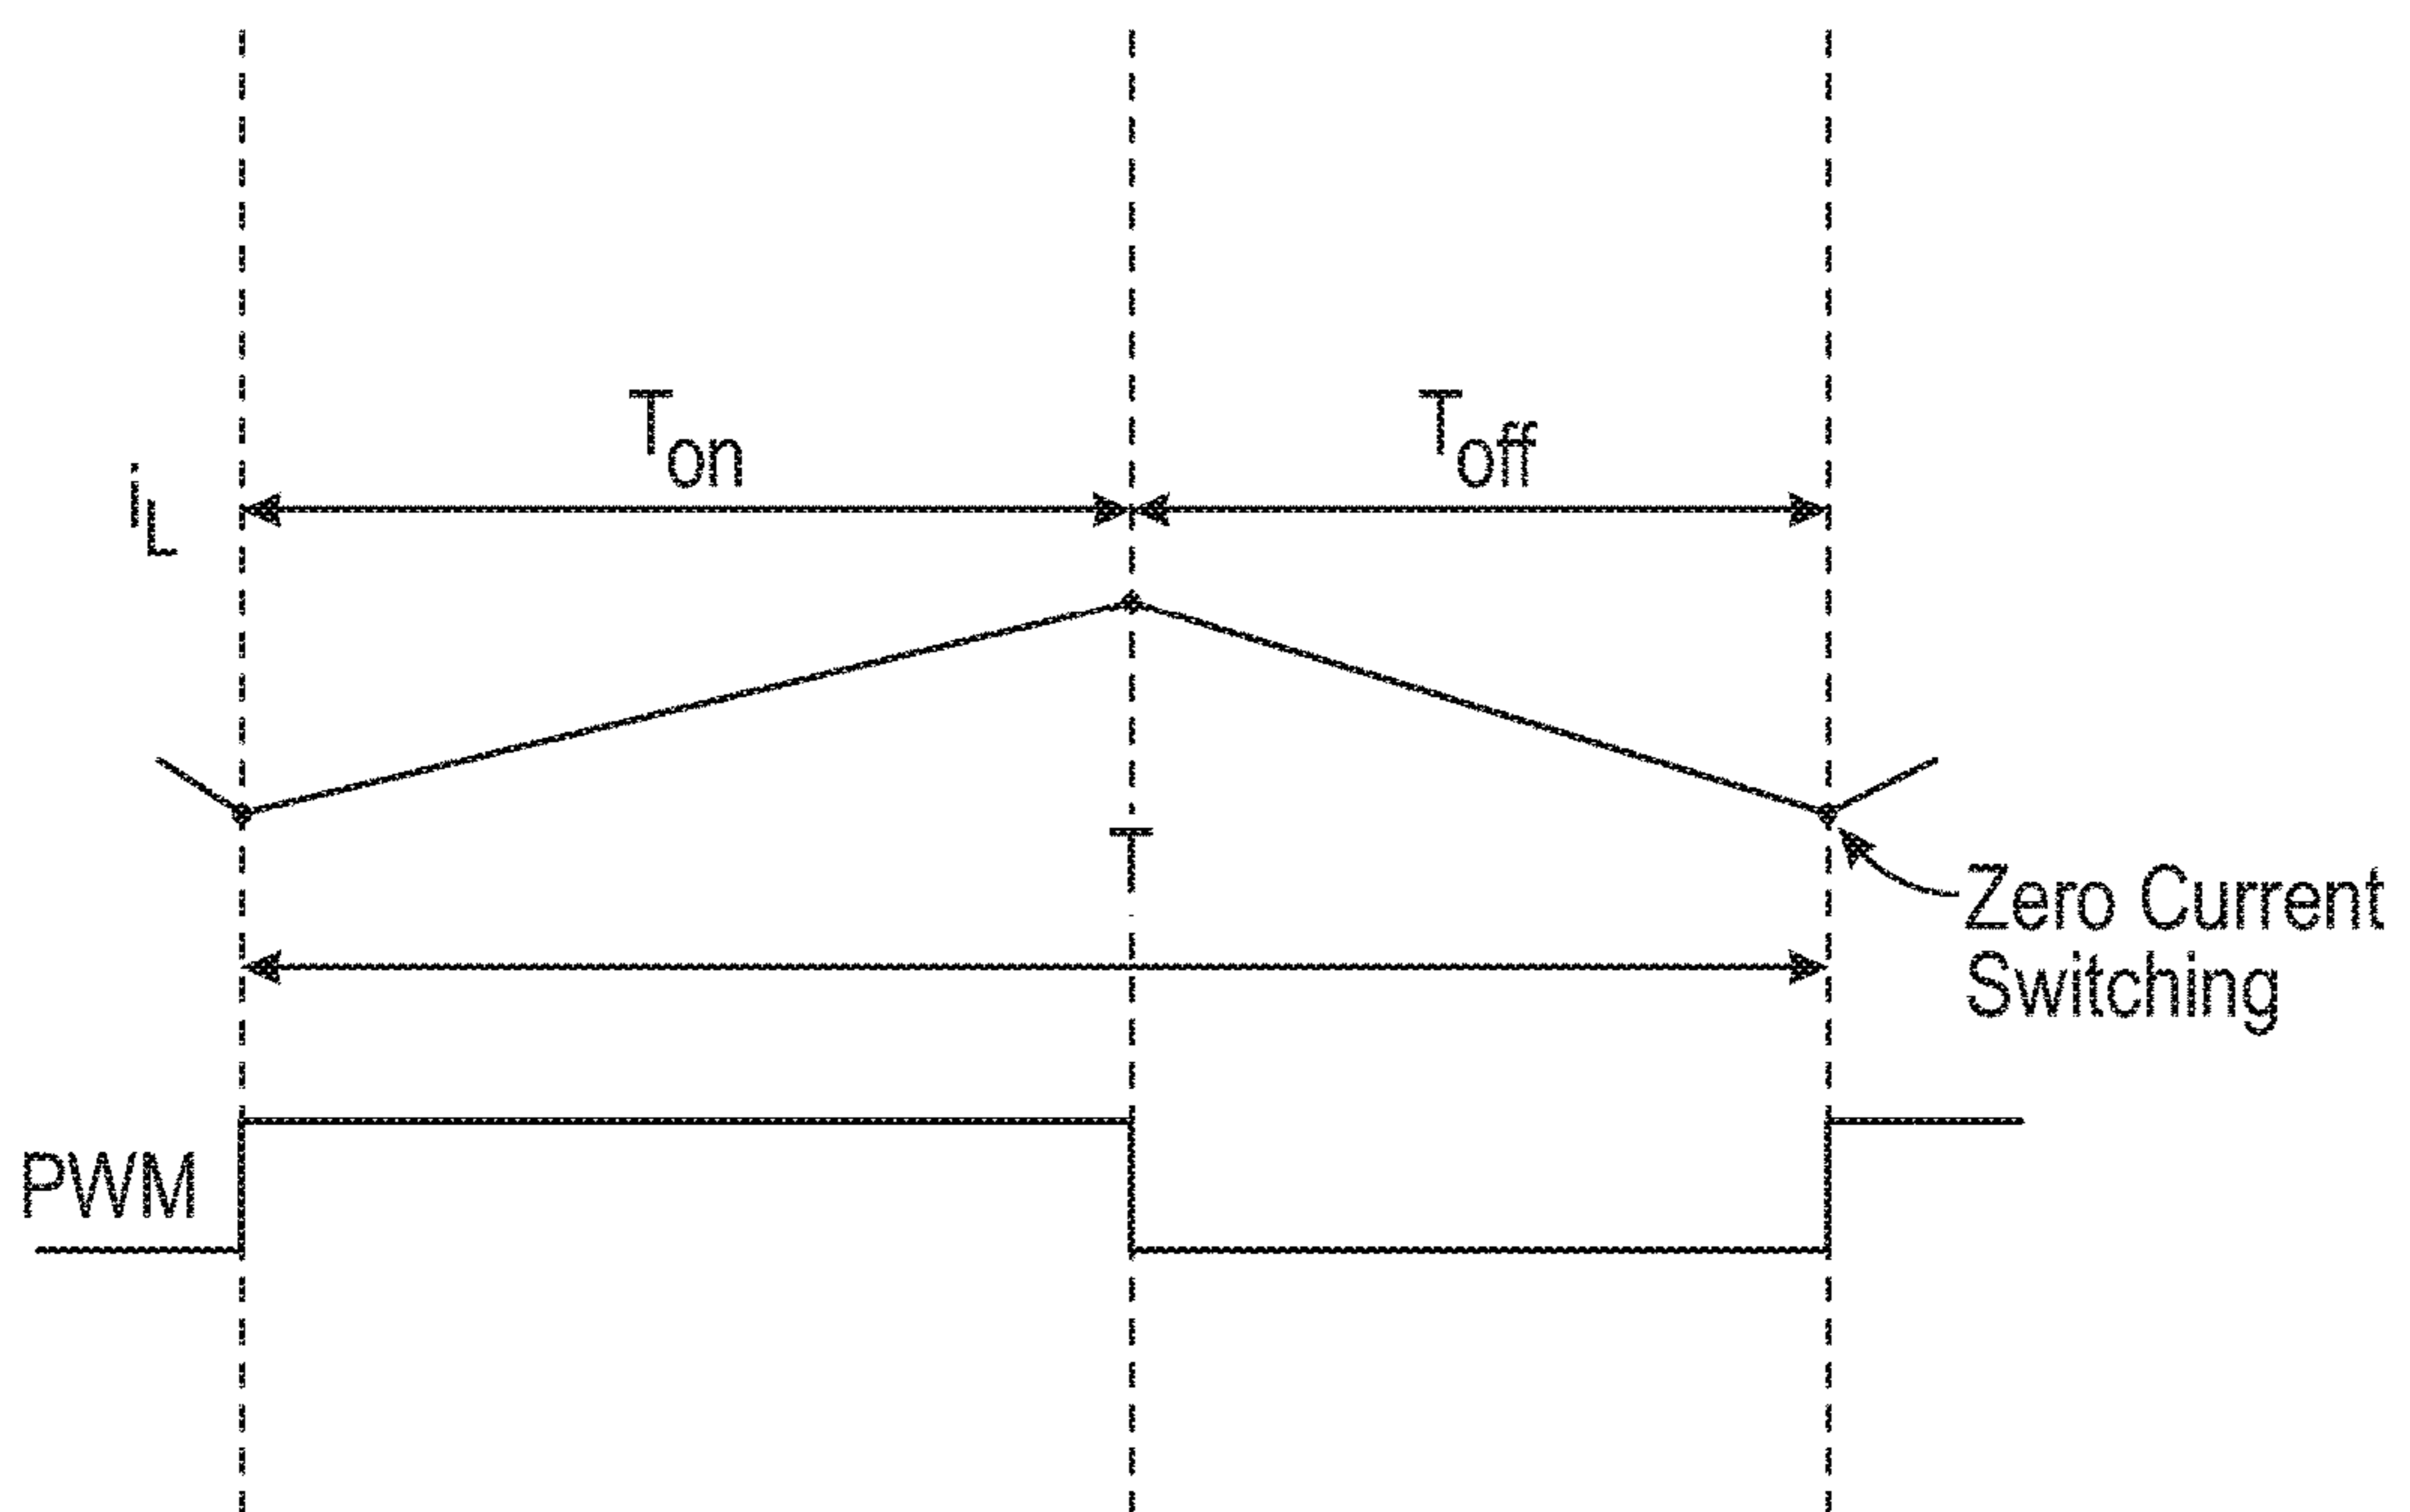 Ton
Toff
iL
T
Zero Current
Switching
PWM